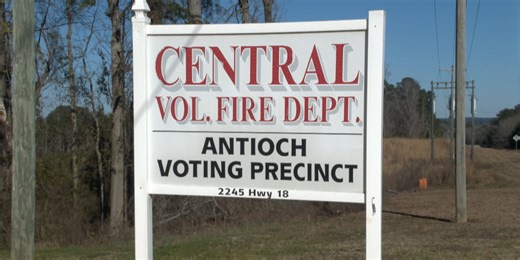 CENTRAL
VOL. FIRE DEPT.
ANTIOCH
VOTING PRECINCT
2245 Hwy 18